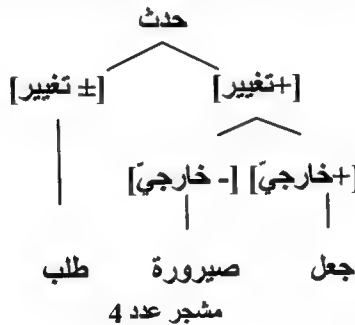 حدث
[+تغيير] [± تغيير]
[+خارجيّ] [- خارجيّ]
جعل صيرورة طلب
مشجر عدد 4